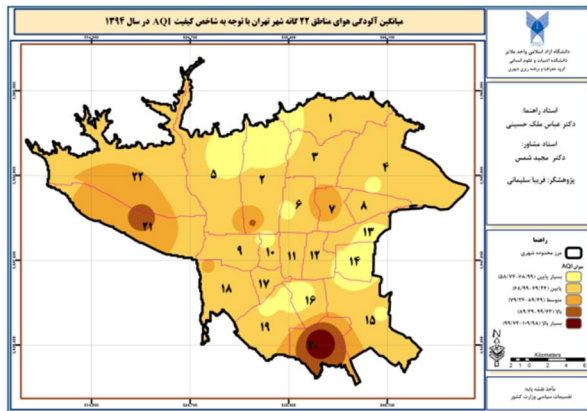 میانگین آلودگی هوای مناطق ۲۲ گانه شهر تهران با توجه به شاخص کیفیت AQI در سال ۱۳۹۴
دانشگاه آزاد اسلامی واحد ملایر
دانشکده ادبیات و علوم انسانی
گروه جغرافیا و برنامه ریزی شهری
استاد راهنما:
دکتر عباس ملک حسینی
استاد مشاور:
دکتر مجید شمس
پژوهشگر: فریبا سلیمانی
۱
۳
۴
۲۲
۵
۲
۶
۷
۸
۲۱
۱۳
۹
۱۰
۱۱
۱۲
۱۴
۱۸
۱۷
۱۶
۱۹
۱۵
۲۰
راهنما
مرز محدوده شهری
میزان AQI
بسیار پایین
پایین
متوسط
بالا
بسیار بالا
Kilometers
مأخذ نقشه پایه:
تقسیمات سیاسی وزارت کشور